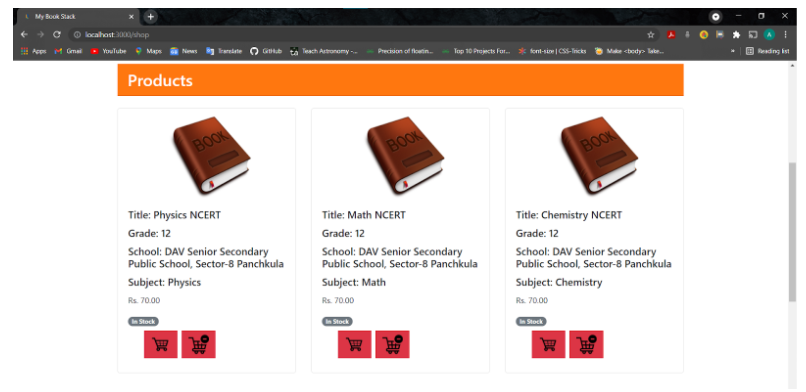 My Book Stack
localhost:3000/shop
Apps Gmail YouTube Maps News Translate GitHub Teach Astronomy -... Precision of floatin... Top 10 Projects For... font-size | CSS-Tricks Make <body> Take... » Reading list
Products
BOOK BOOK BOOK
Title: Physics NCERT Title: Math NCERT Title: Chemistry NCERT
Grade: 12 Grade: 12 Grade: 12
School: DAV Senior Secondary School: DAV Senior Secondary School: DAV Senior Secondary
Public School, Sector-8 Panchkula Public School, Sector-8 Panchkula Public School, Sector-8 Panchkula
Subject: Physics Subject: Math Subject: Chemistry
Rs. 70.00 Rs. 70.00 Rs. 70.00
In Stock In Stock In Stock